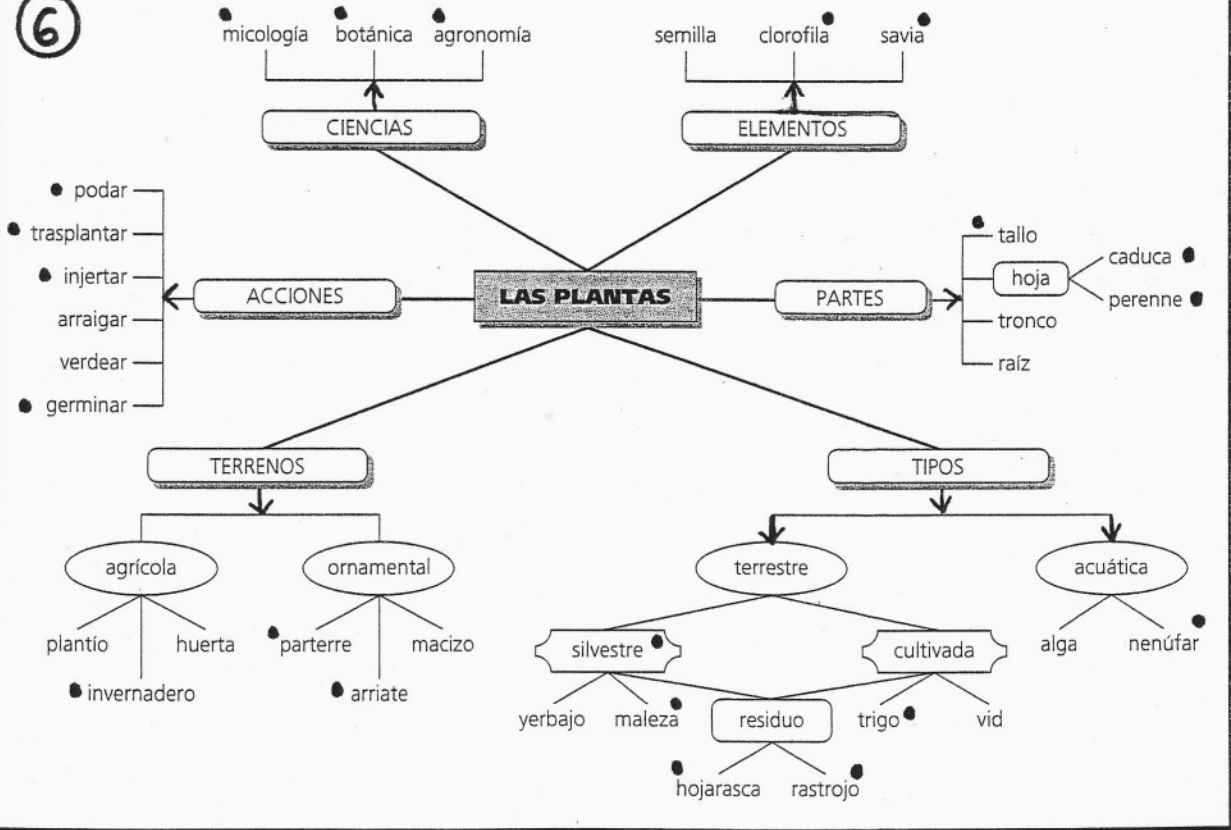 6
micología botánica agronomía
semilla clorofila savia
CIENCIAS
ELEMENTOS
podar
trasplantar
injertar
arraigar
verdear
germinar
ACCIONES
LAS PLANTAS
PARTES
tallo
hoja
caduca
perenne
tronco
raíz
TERRENOS
agrícola
ornamental
plantío
invernadero
huerta
parterre
arriate
macizo
TIPOS
terrestre
acuática
silvestre
cultivada
alga
nenúfar
yerbajo
maleza
residuo
trigo
vid
hojarasca
rastrojo